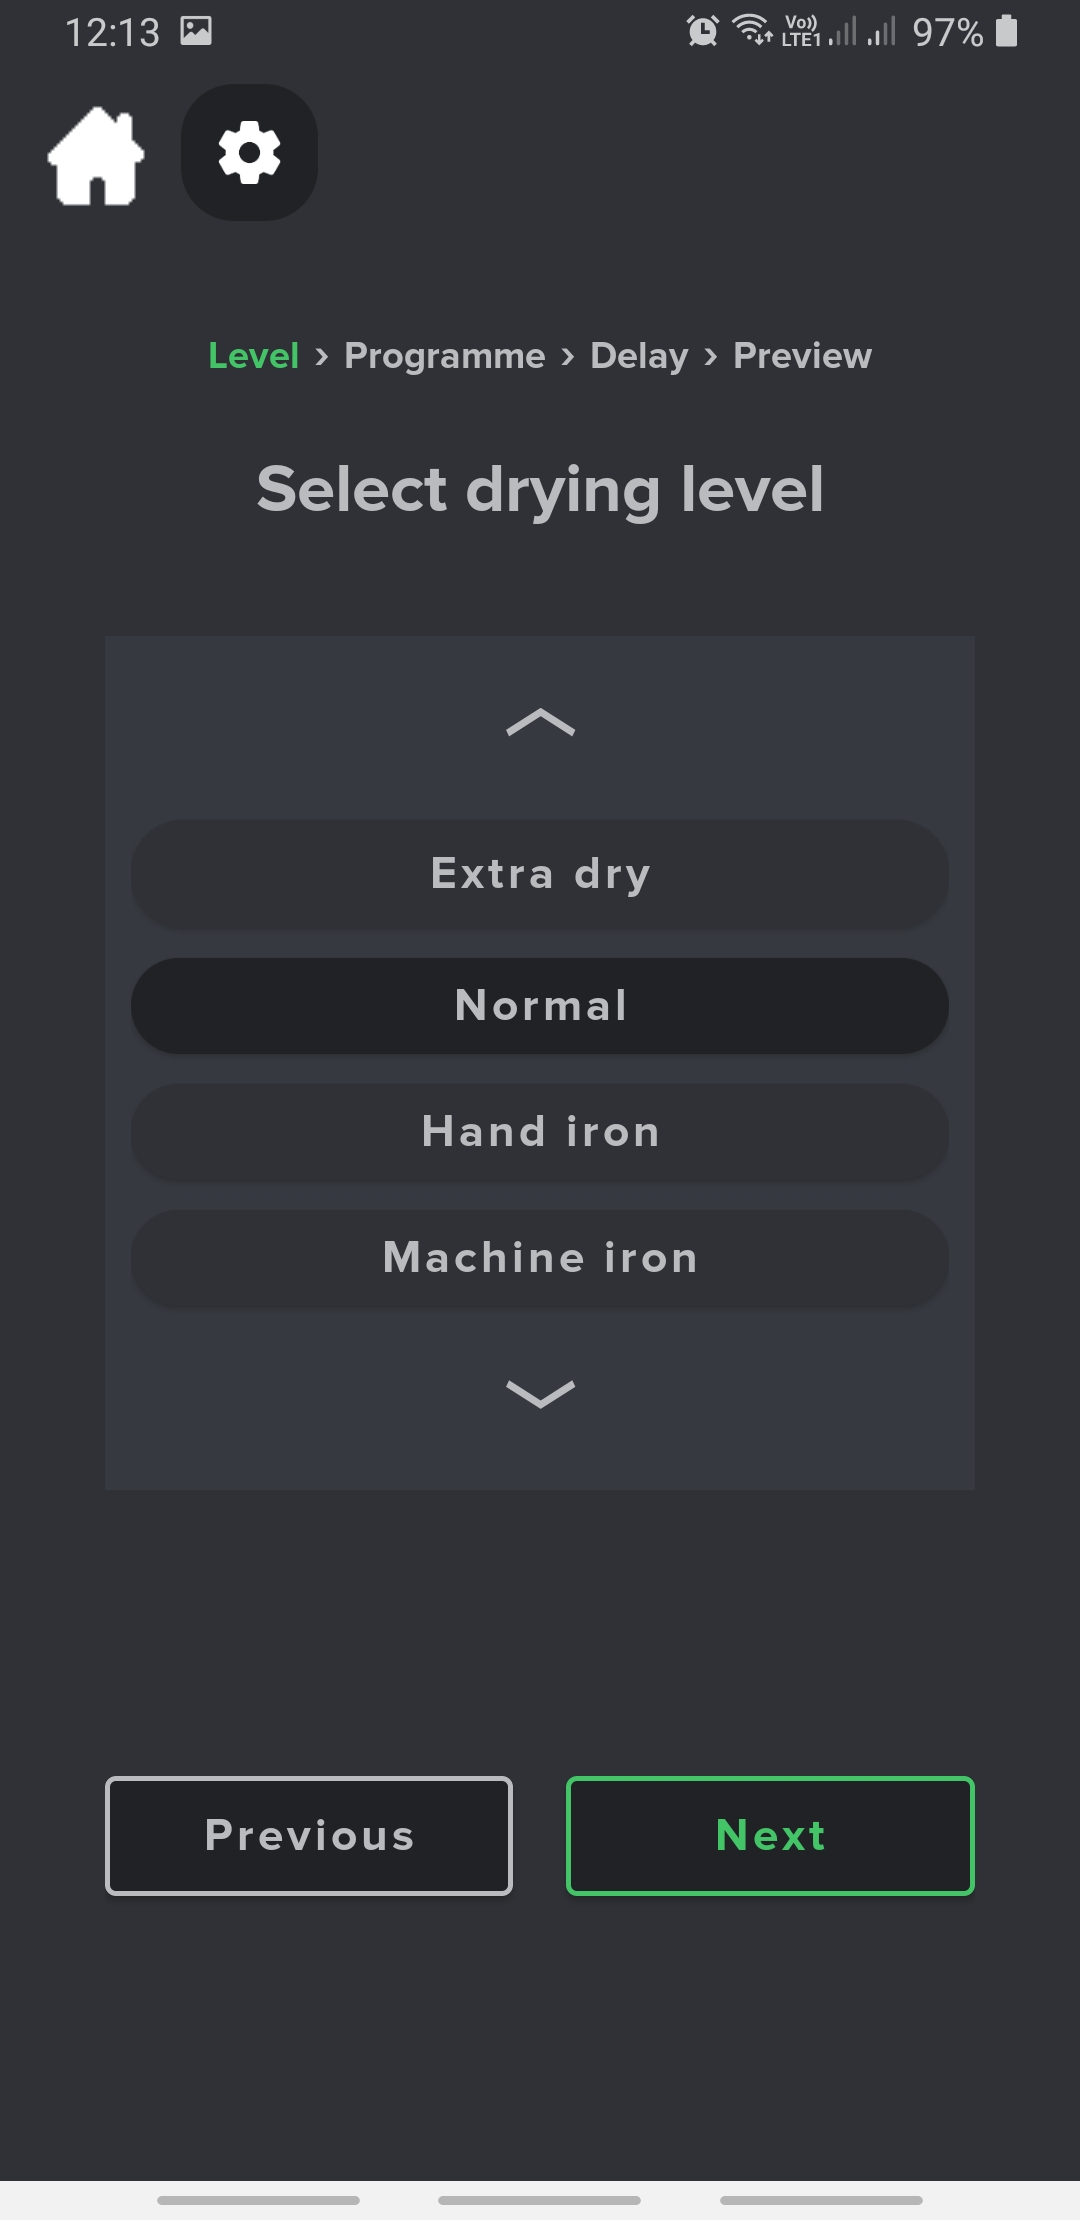 12:13 Vo)) LTE1 97%
Level › Programme › Delay › Preview
Select drying level
Extra dry
Normal
Hand iron
Machine iron
Previous Next